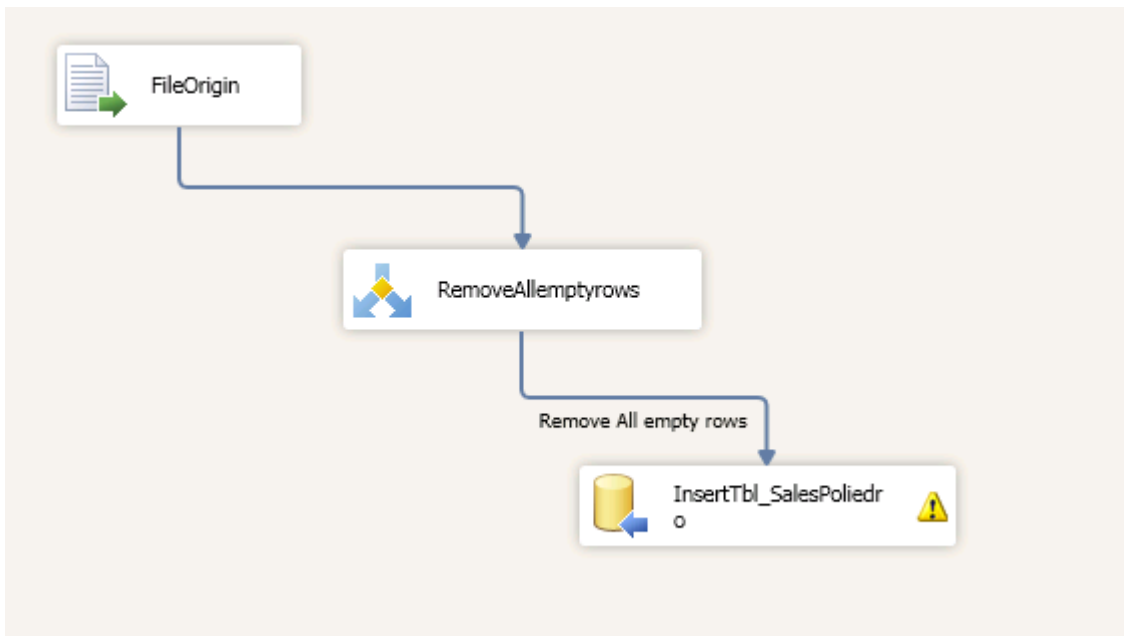 FileOrigin
RemoveAllemptyrows
Remove All empty rows
InsertTbl_SalesPoliedr
o